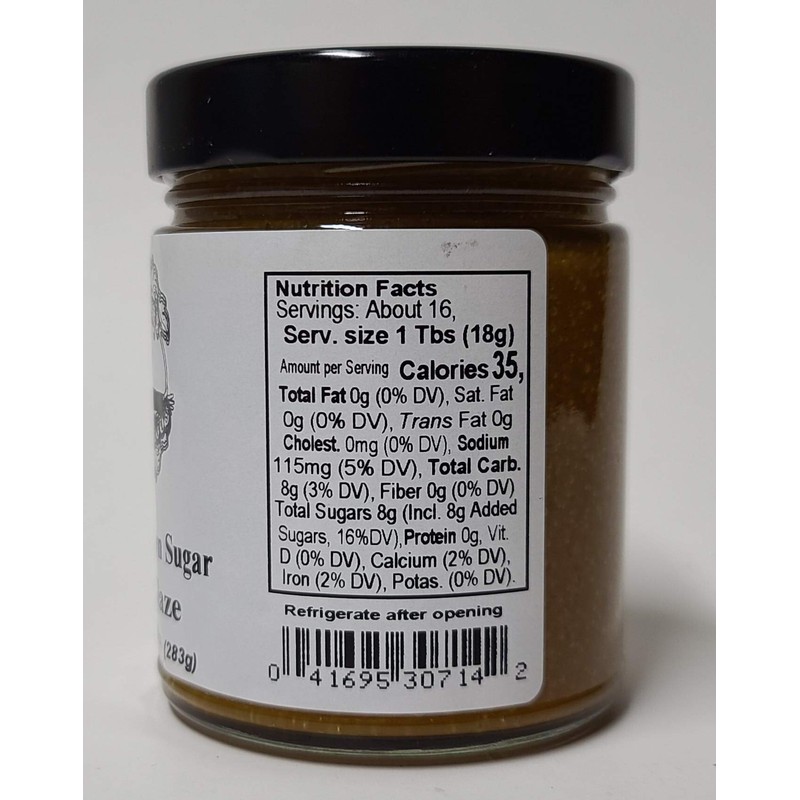 Nutrition Facts
Servings: About 16,
Serv. size 1 Tbs (18g)
Amount per Serving Calories 35,
Total Fat 0g (0% DV), Sat. Fat
0g (0% DV), Trans Fat 0g
Cholest. 0mg (0% DV), Sodium
115mg (5% DV), Total Carb.
8g (3% DV), Fiber 0g (0% DV)
Total Sugars 8g (Incl. 8g Added
Sugars, 16%DV),Protein 0g, Vit.
D (0% DV), Calcium (2% DV),
Iron (2% DV), Potas. (0% DV).
Refrigerate after opening
0 41695 30714 2
Sugar
(283g)